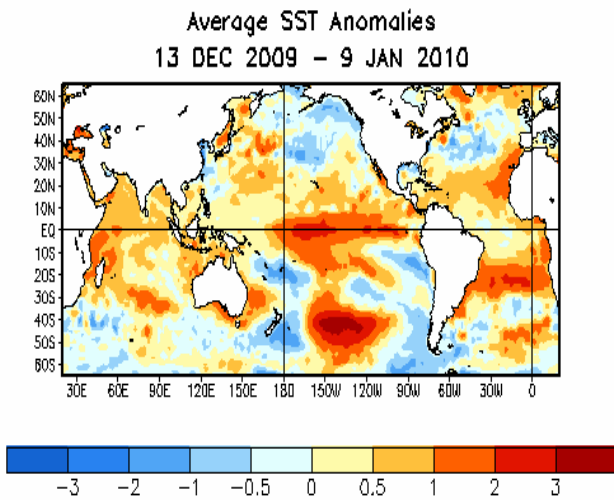 Average SST Anomalies
13 DEC 2009 – 9 JAN 2010
60N
50N
40N
30N
20N
10N
EQ
10S
20S
30S
40S
50S
60S
30E 60E 90E 120E 150E 180 150W 120W 90W 60W 30W 0
-3 -2 -1 -0.5 0 0.5 1 2 3